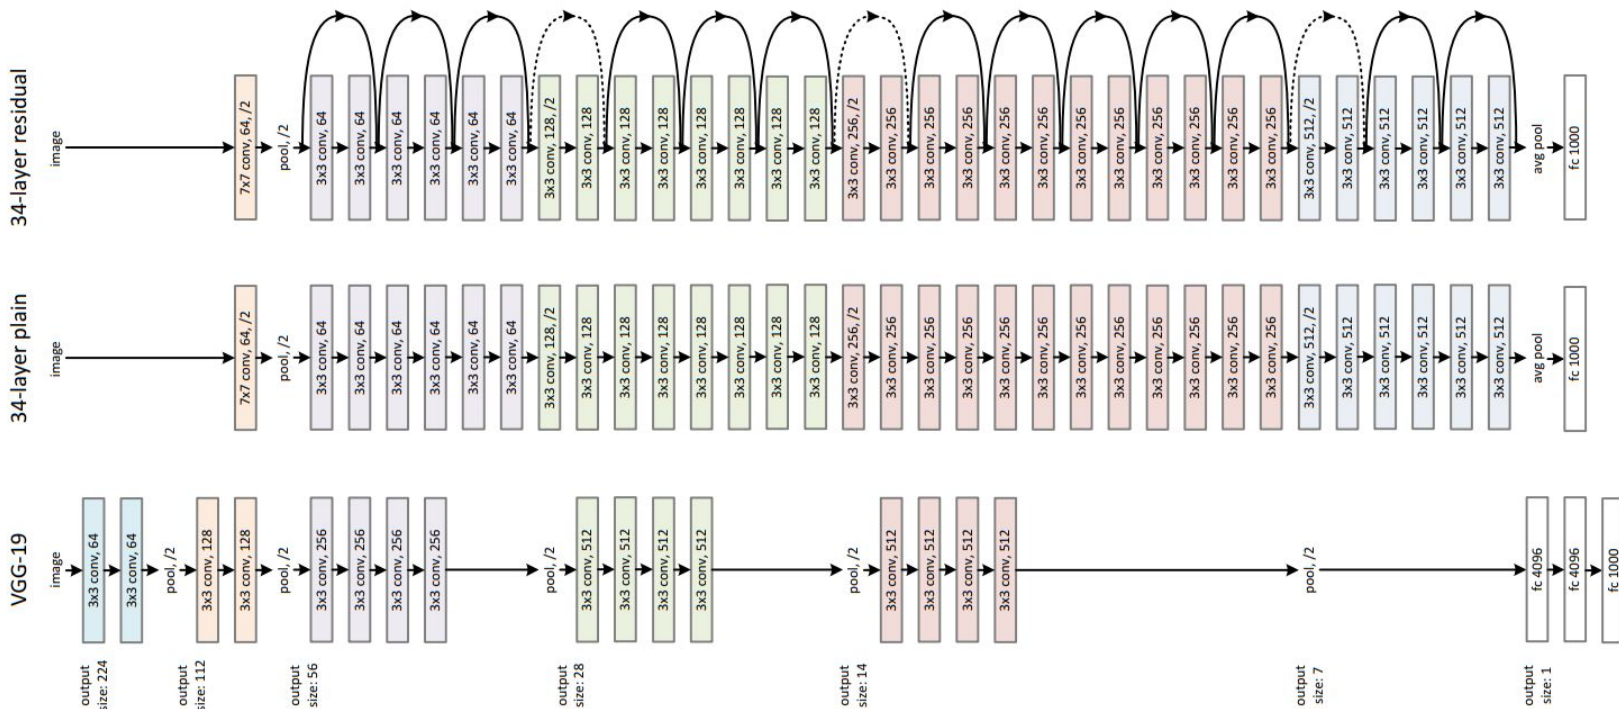 34-layer residual
image
7x7 conv, 64, /2
pool, /2
3x3 conv, 64
3x3 conv, 64
3x3 conv, 64
3x3 conv, 64
3x3 conv, 64
3x3 conv, 64
3x3 conv, 128, /2
3x3 conv, 128
3x3 conv, 128
3x3 conv, 128
3x3 conv, 128
3x3 conv, 128
3x3 conv, 128
3x3 conv, 128
3x3 conv, 256, /2
3x3 conv, 256
3x3 conv, 256
3x3 conv, 256
3x3 conv, 256
3x3 conv, 256
3x3 conv, 256
3x3 conv, 256
3x3 conv, 256
3x3 conv, 256
3x3 conv, 256
3x3 conv, 256
3x3 conv, 512, /2
3x3 conv, 512
3x3 conv, 512
3x3 conv, 512
3x3 conv, 512
3x3 conv, 512
avg pool
fc 1000
34-layer plain
image
7x7 conv, 64, /2
pool, /2
3x3 conv, 64
3x3 conv, 64
3x3 conv, 64
3x3 conv, 64
3x3 conv, 64
3x3 conv, 64
3x3 conv, 128, /2
3x3 conv, 128
3x3 conv, 128
3x3 conv, 128
3x3 conv, 128
3x3 conv, 128
3x3 conv, 128
3x3 conv, 128
3x3 conv, 256, /2
3x3 conv, 256
3x3 conv, 256
3x3 conv, 256
3x3 conv, 256
3x3 conv, 256
3x3 conv, 256
3x3 conv, 256
3x3 conv, 256
3x3 conv, 256
3x3 conv, 256
3x3 conv, 256
3x3 conv, 512, /2
3x3 conv, 512
3x3 conv, 512
3x3 conv, 512
3x3 conv, 512
3x3 conv, 512
avg pool
fc 1000
VGG-19
image
3x3 conv, 64
3x3 conv, 64
pool, /2
3x3 conv, 128
3x3 conv, 128
pool, /2
3x3 conv, 256
3x3 conv, 256
3x3 conv, 256
3x3 conv, 256
pool, /2
3x3 conv, 512
3x3 conv, 512
3x3 conv, 512
3x3 conv, 512
pool, /2
3x3 conv, 512
3x3 conv, 512
3x3 conv, 512
3x3 conv, 512
pool, /2
fc 4096
fc 4096
fc 1000
output
size: 224
output
size: 112
output
size: 56
output
size: 28
output
size: 14
output
size: 7
output
size: 1